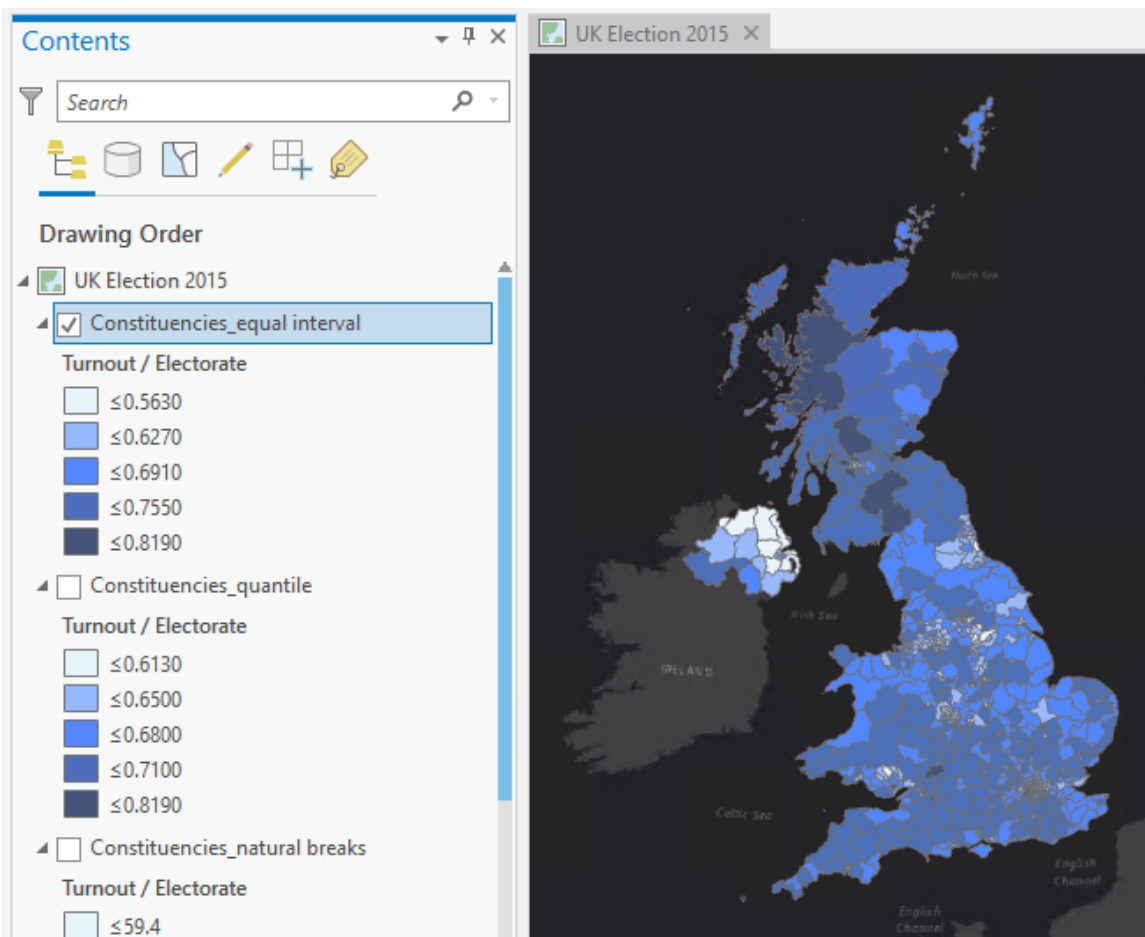 Contents
Search
Drawing Order
UK Election 2015
Constituencies_equal interval
Turnout / Electorate
≤0.5630
≤0.6270
≤0.6910
≤0.7550
≤0.8190
Constituencies_quantile
Turnout / Electorate
≤0.6130
≤0.6500
≤0.6800
≤0.7100
≤0.8190
Constituencies_natural breaks
Turnout / Electorate
≤59.4
UK Election 2015
North Sea
Irish Sea
IRELAND
Celtic Sea
English
Channel
English
Channel